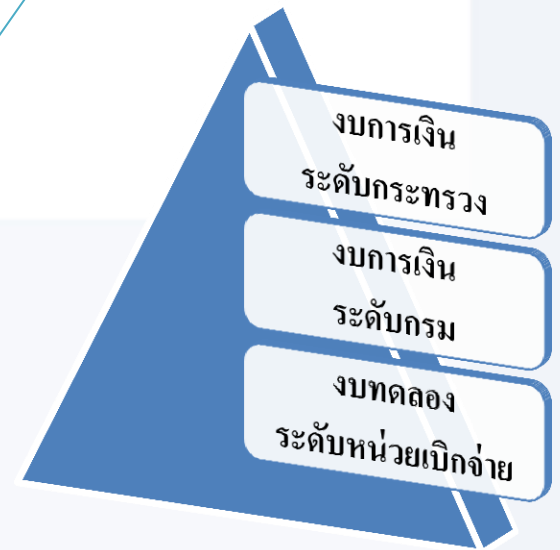 งบการเงิน
ระดับกระทรวง
งบการเงิน
ระดับกรม
งบทดลอง
ระดับหน่วยเบิกจ่าย